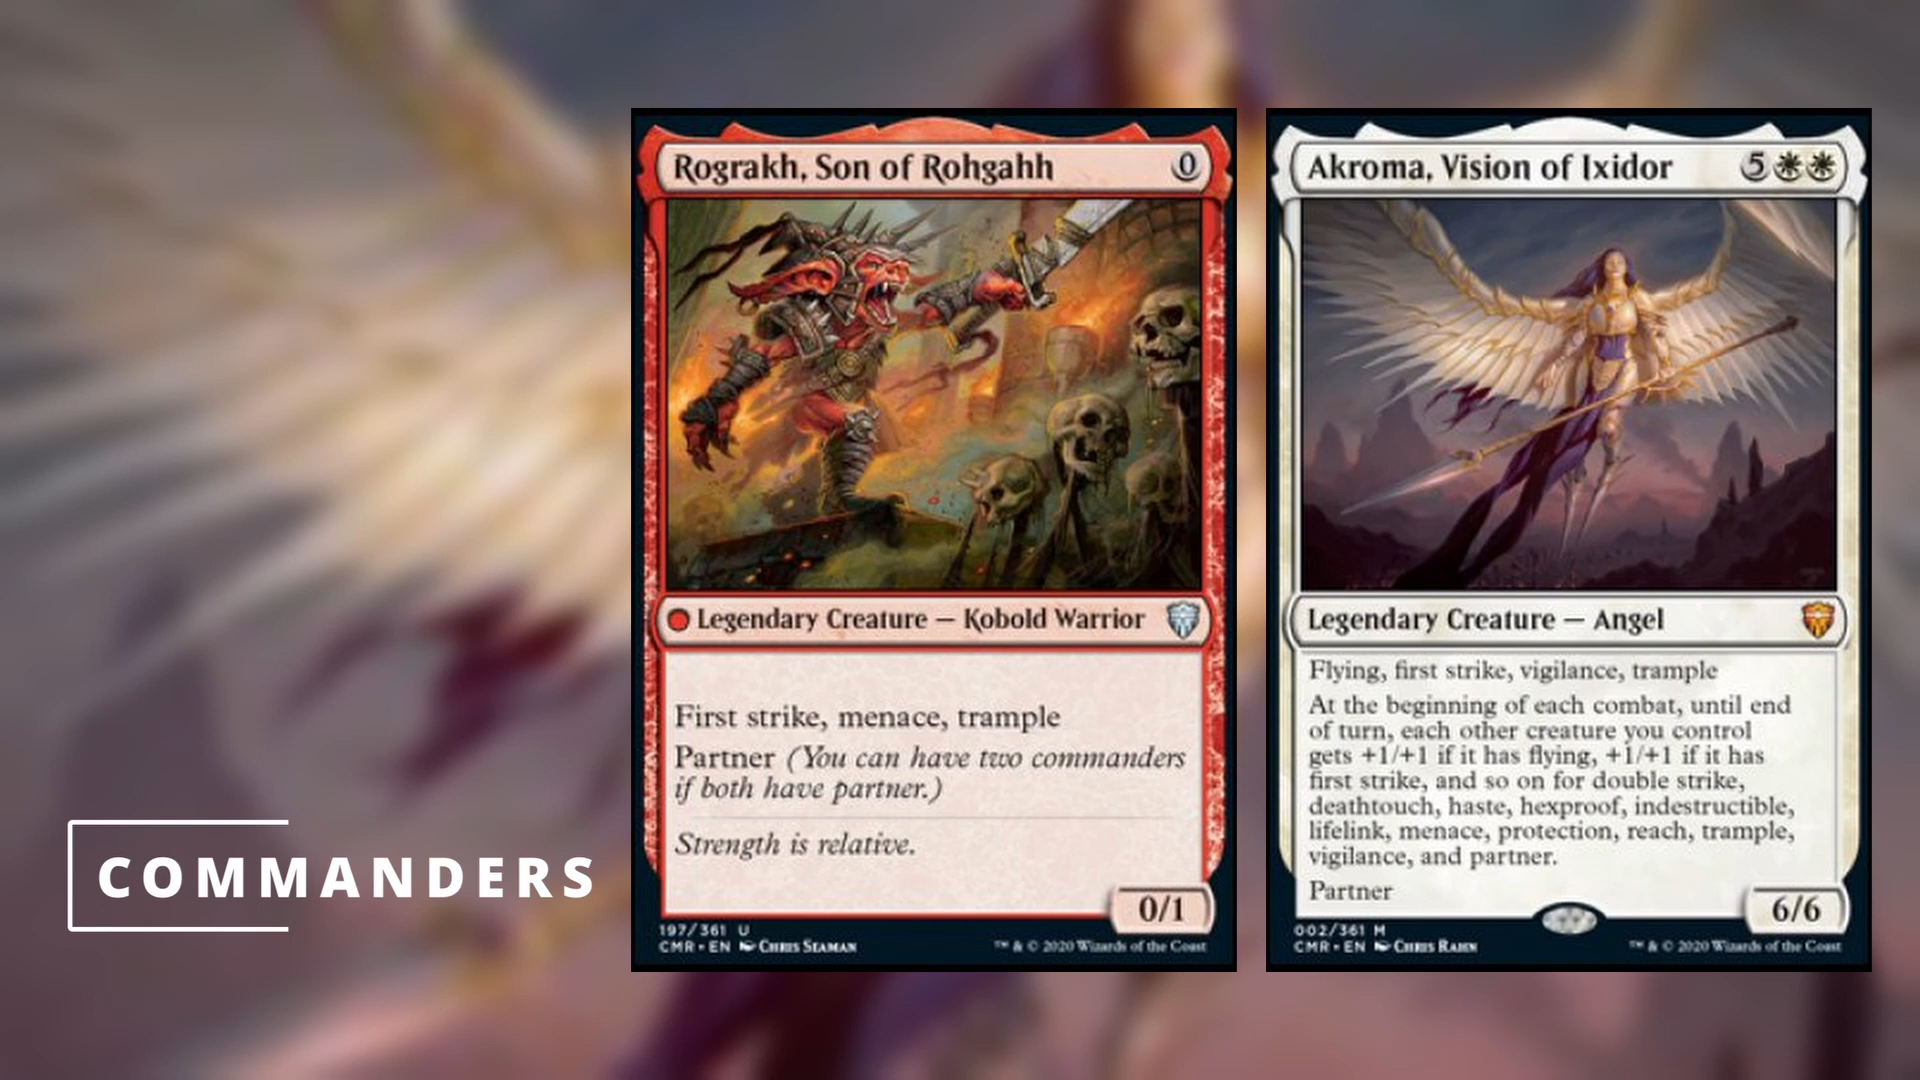 COMMANDERS
Rograkh, Son of Rohgahh 0
Legendary Creature — Kobold Warrior
First strike, menace, trample
Partner (You can have two commanders
if both have partner.)
Strength is relative.
0/1
197/361 U
CMR • EN Chris Seaman
™ & © 2020 Wizards of the Coast
Akroma, Vision of Ixidor 5
Legendary Creature — Angel
Flying, first strike, vigilance, trample
At the beginning of each combat, until end
of turn, each other creature you control
gets +1/+1 if it has flying, +1/+1 if it has
first strike, and so on for double strike,
deathtouch, haste, hexproof, indestructible,
lifelink, menace, protection, reach, trample,
vigilance, and partner.
Partner
6/6
002/361 M
CMR • EN Chris Rahn
™ & © 2020 Wizards of the Coast